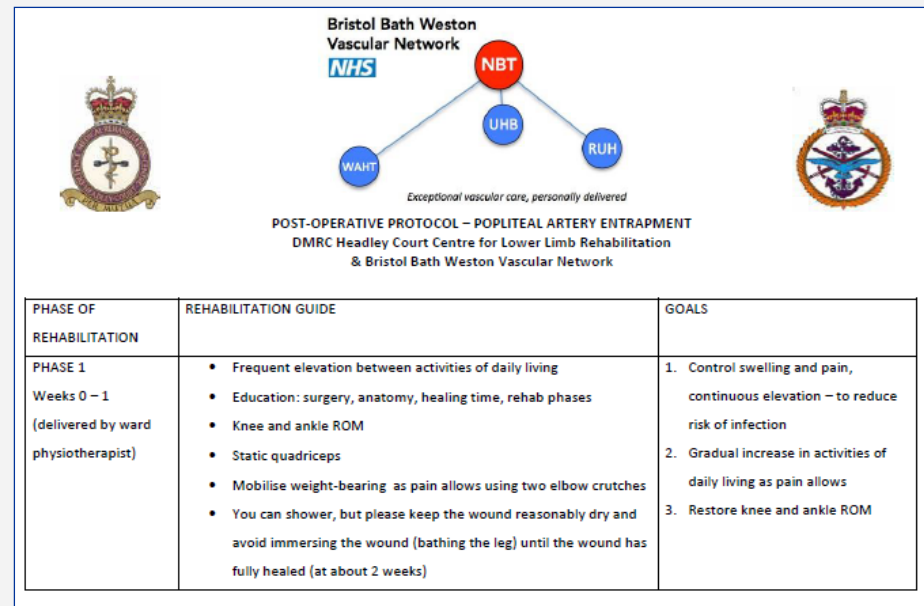 Bristol Bath Weston
Vascular Network
NHS
NBT
UHB
RUH
WAHT
Exceptional vascular care, personally delivered
POST-OPERATIVE PROTOCOL – POPLITEAL ARTERY ENTRAPMENT
DMRC Headley Court Centre for Lower Limb Rehabilitation
& Bristol Bath Weston Vascular Network
PHASE OF
REHABILITATION
REHABILITATION GUIDE
GOALS
PHASE 1
Weeks 0 – 1
(delivered by ward
physiotherapist)
• Frequent elevation between activities of daily living
• Education: surgery, anatomy, healing time, rehab phases
• Knee and ankle ROM
• Static quadriceps
• Mobilise weight-bearing as pain allows using two elbow crutches
• You can shower, but please keep the wound reasonably dry and
avoid immersing the wound (bathing the leg) until the wound has
fully healed (at about 2 weeks)
1. Control swelling and pain,
continuous elevation – to reduce
risk of infection
2. Gradual increase in activities of
daily living as pain allows
3. Restore knee and ankle ROM